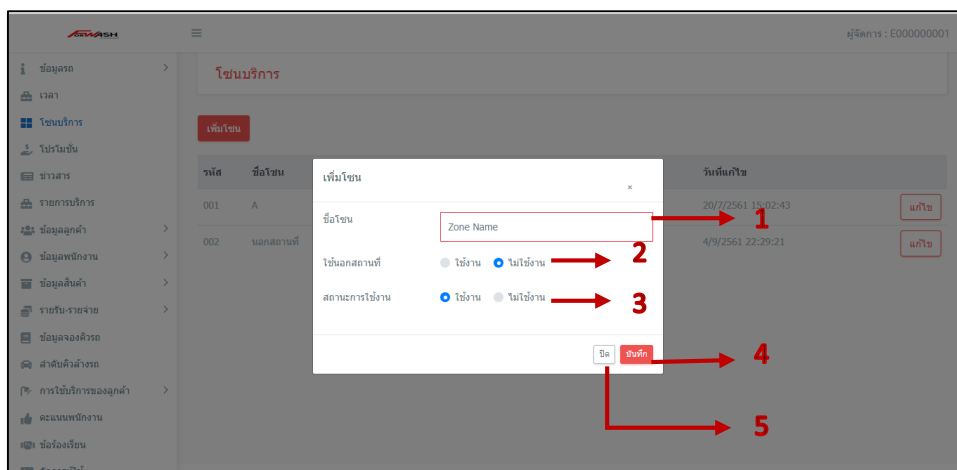 ASKWASH
ผู้จัดการ : E000000001
ข้อมูลรถ
เวลา
โซนบริการ
โปรโมชั่น
ข่าวสาร
รายการบริการ
ข้อมูลลูกค้า
ข้อมูลพนักงาน
ข้อมูลสินค้า
รายรับ-รายจ่าย
ข้อมูลจองคิวรถ
ลำดับคิวล้างรถ
การใช้บริการของลูกค้า
คะแนนพนักงาน
ข้อร้องเรียน
โซนบริการ
เพิ่มโซน
รหัส ชื่อโซน วันที่แก้ไข
001 A 20/7/2561 15:02:43 แก้ไข
002 นอกสถานที่ 4/9/2561 22:29:21 แก้ไข
เพิ่มโซน ×
ชื่อโซน Zone Name 1
ใช้นอกสถานที่ ใช้งาน ไม่ใช้งาน 2
สถานะการใช้งาน ใช้งาน ไม่ใช้งาน 3
ปิด บันทึก 4
5